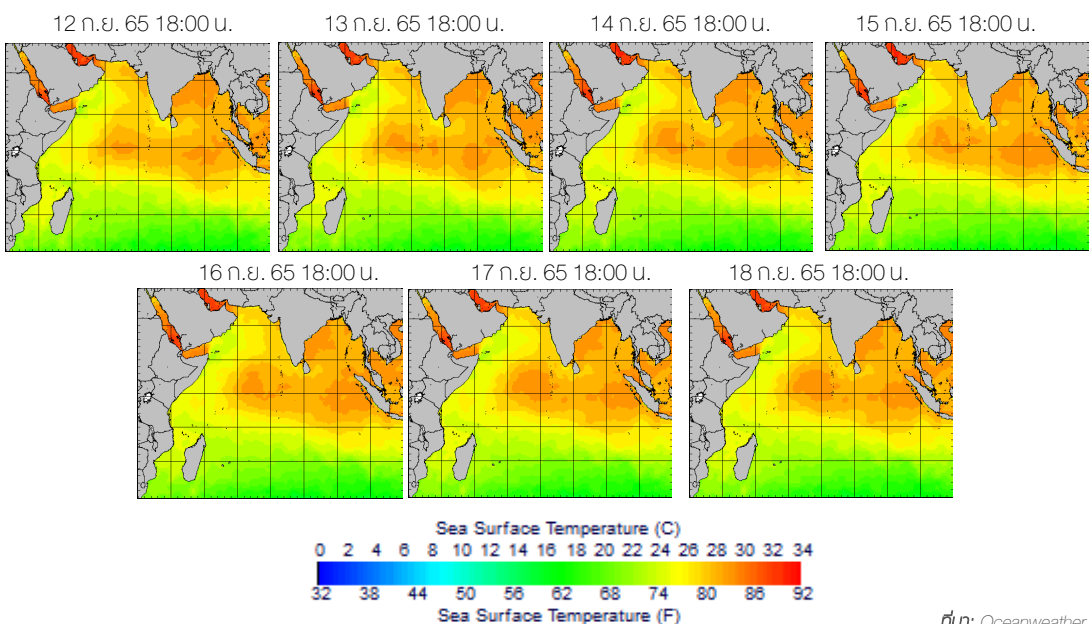 12 ก.ย. 65 18:00 น. 13 ก.ย. 65 18:00 น. 14 ก.ย. 65 18:00 น. 15 ก.ย. 65 18:00 น.
16 ก.ย. 65 18:00 น. 17 ก.ย. 65 18:00 น. 18 ก.ย. 65 18:00 น.
Sea Surface Temperature (C)
0 2 4 6 8 10 12 14 16 18 20 22 24 26 28 30 32 34
32 38 44 50 56 62 68 74 80 86 92
Sea Surface Temperature (F)
ที่มา: Oceanweather